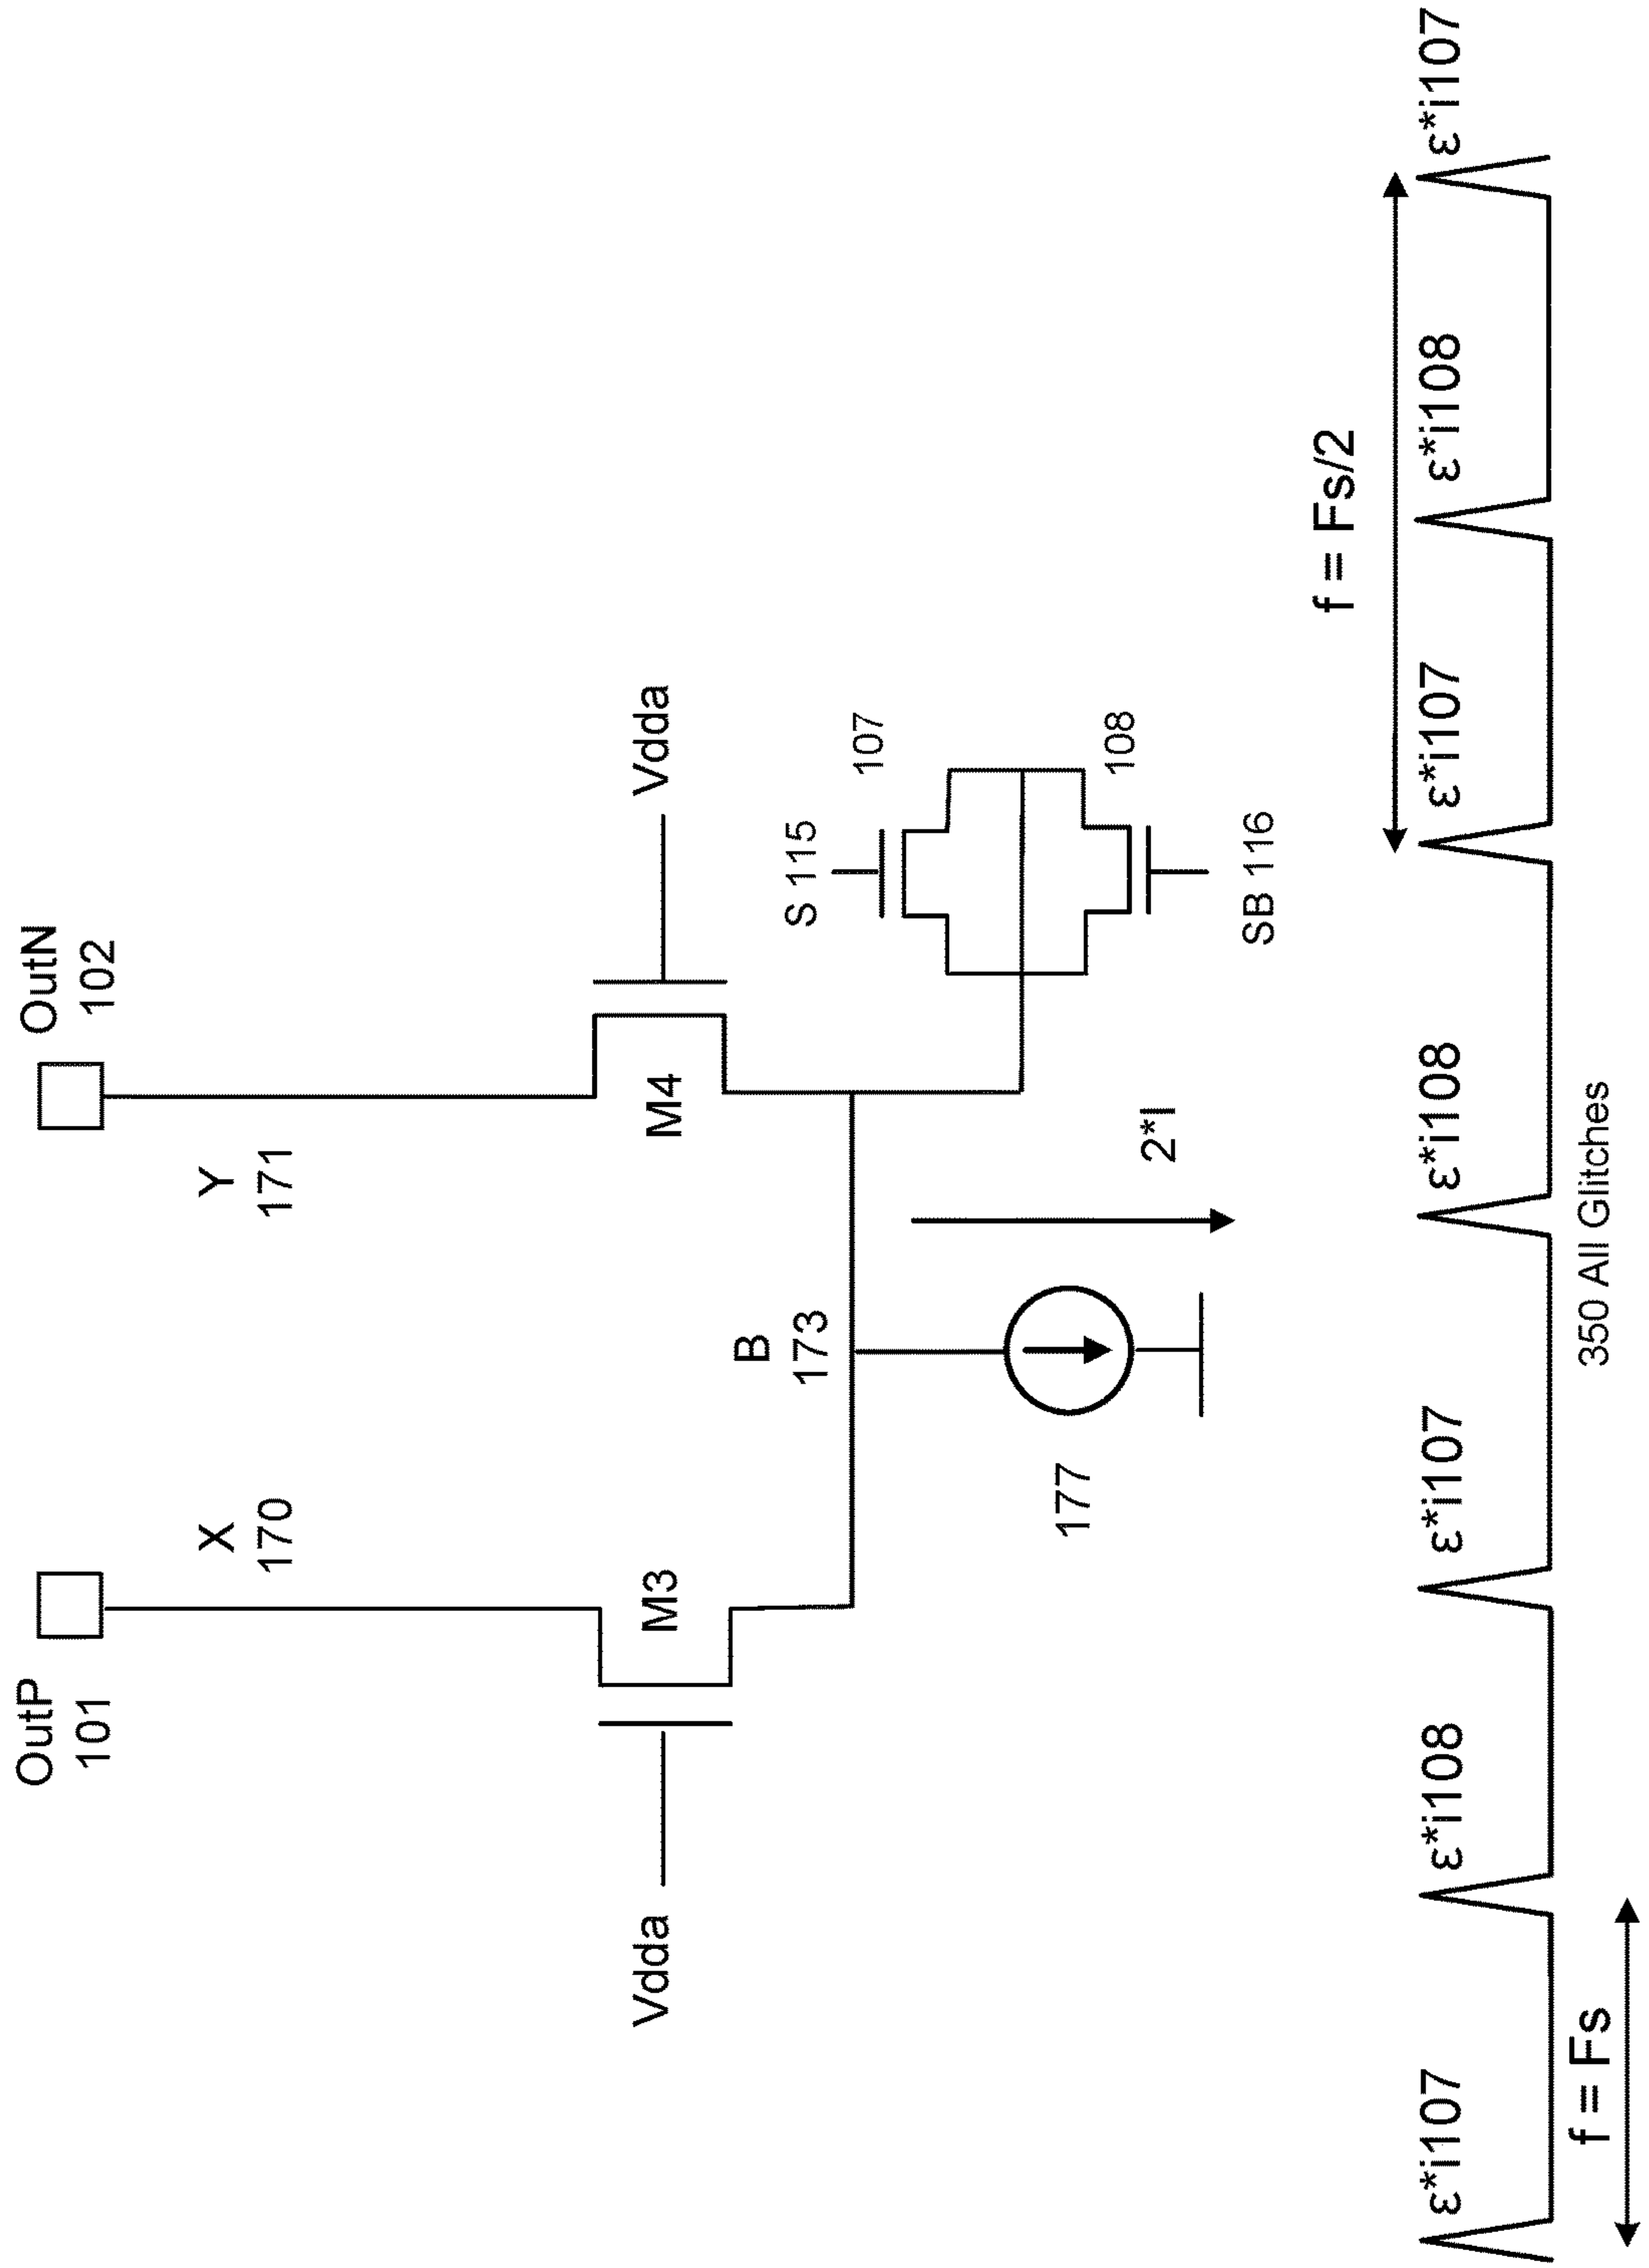 OutP
101
OutN
102
X
170
Y
171
Vdda
M3
M4
Vdda
B
173
S 115
107
177
2*I
108
SB 116
f = Fs/2
ε*i107
ε*i108
ε*i107
ε*i108
ε*i107
ε*i108
ε*i107
f = Fs
350 All Glitches